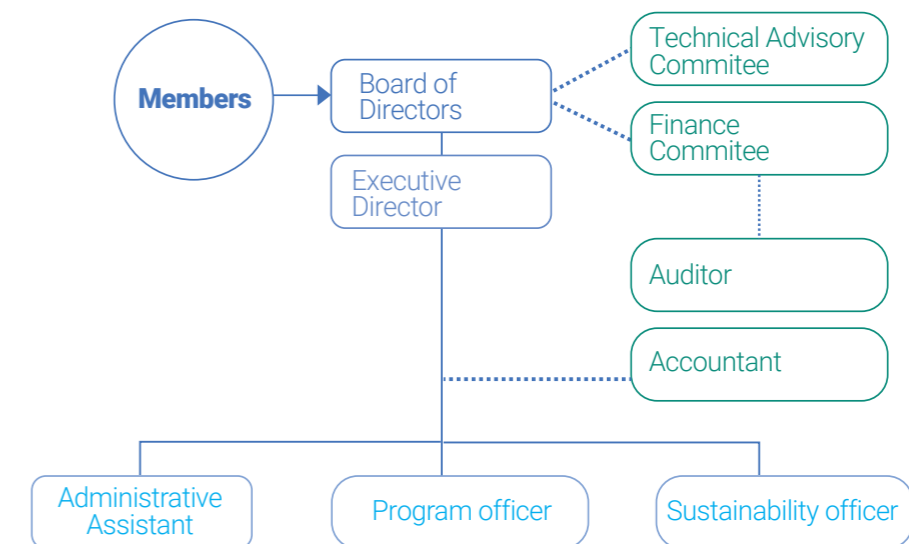 Members
Board of
Directors
Technical Advisory
Commitee
Finance
Commitee
Executive
Director
Auditor
Accountant
Administrative
Assistant
Program officer
Sustainability officer